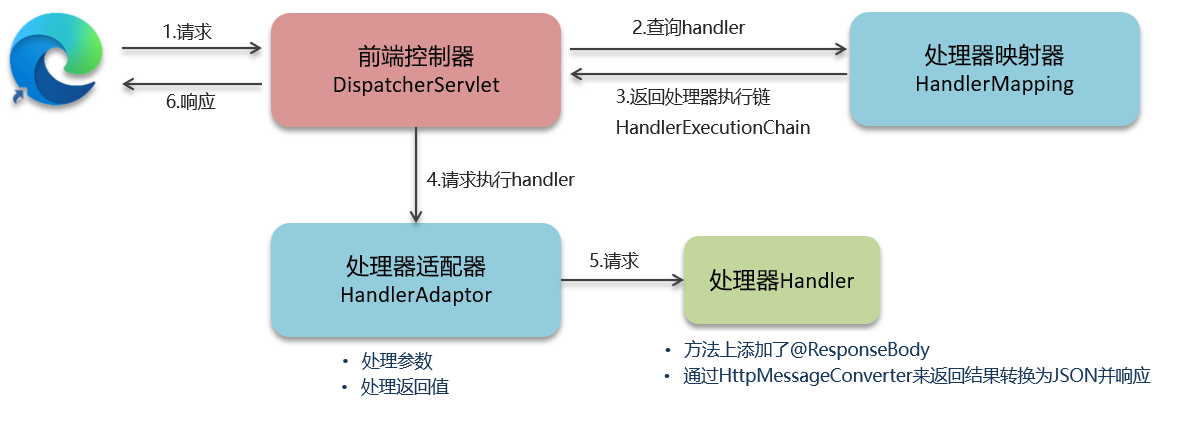 1.请求
6.响应
前端控制器
DispatcherServlet
2.查询handler
3.返回处理器执行链
HandlerExecutionChain
处理器映射器
HandlerMapping
4.请求执行handler
处理器适配器
HandlerAdaptor
5.请求
处理器Handler
• 处理参数
• 处理返回值
• 方法上添加了@ResponseBody
• 通过HttpMessageConverter来返回结果转换为JSON并响应